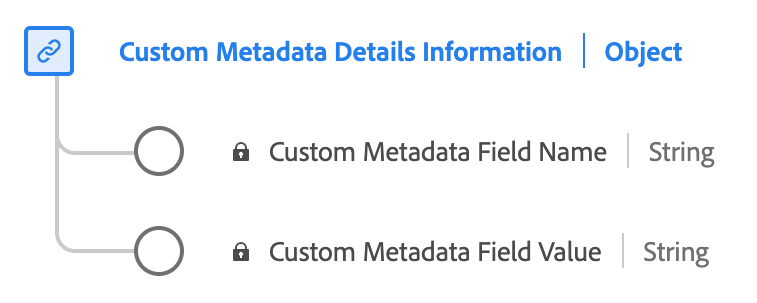 Custom Metadata Details Information | Object
Custom Metadata Field Name | String
Custom Metadata Field Value | String